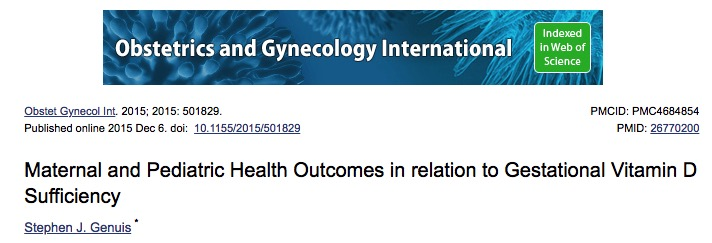 Obstetrics and Gynecology International
Indexed
in Web of
Science
Obstet Gynecol Int. 2015; 2015: 501829.
PMCID: PMC4684854
Published online 2015 Dec 6. doi: 10.1155/2015/501829
PMID: 26770200
Maternal and Pediatric Health Outcomes in relation to Gestational Vitamin D
Sufficiency
Stephen J. Genuis *